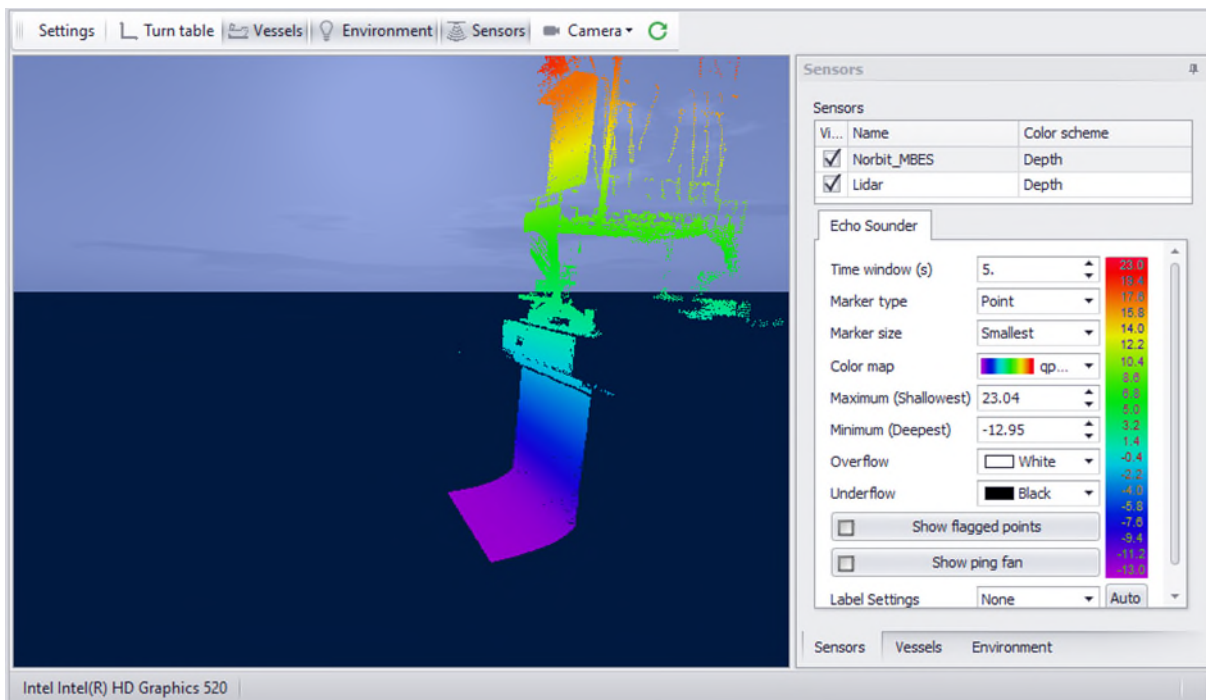 Settings Turn table Vessels Environment Sensors Camera
Sensors
Sensors
Vi... Name Color scheme
Norbit_MBES Depth
Lidar Depth
Echo Sounder
Time window (s) 5.
Marker type Point
Marker size Smallest
Color map qp...
Maximum (Shallowest) 23.04
Minimum (Deepest) -12.95
Overflow White
Underflow Black
Show flagged points
Show ping fan
Label Settings None Auto
23.0
19.4
17.6
15.8
14.0
12.2
10.4
8.6
6.8
5.0
3.2
1.4
-0.4
-2.2
-4.0
-5.8
-7.6
-9.4
-11.2
-13.0
Sensors Vessels Environment
Intel Intel(R) HD Graphics 520